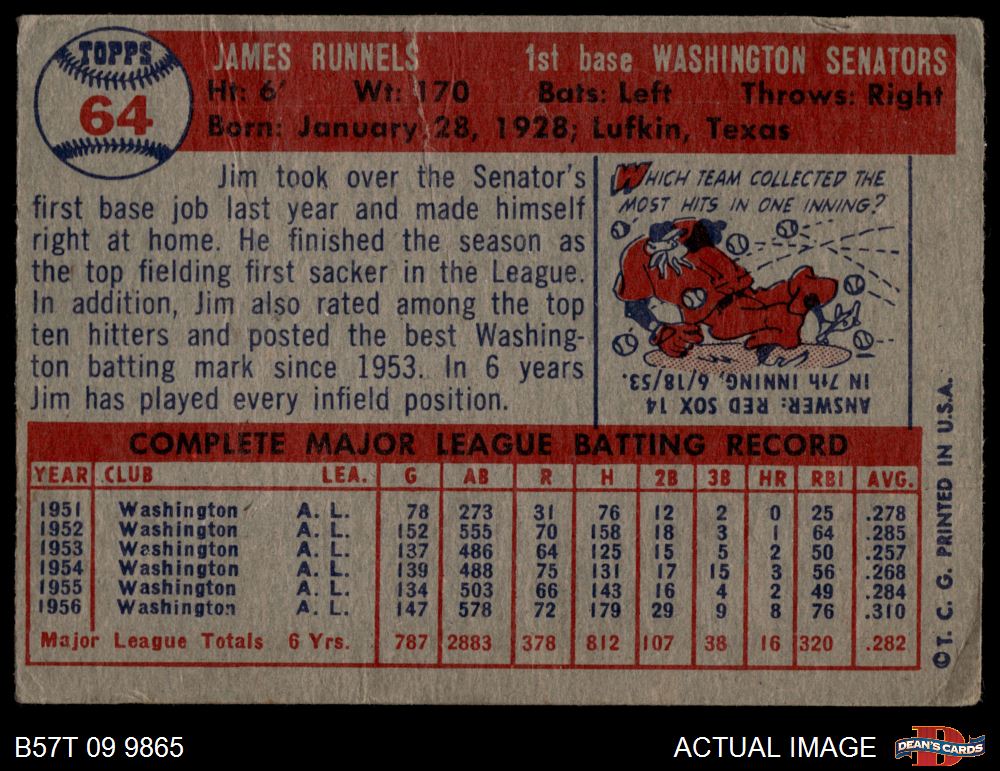 TOPPS
64
JAMES RUNNELS 1st base WASHINGTON SENATORS
Ht: 6' Wt: 170 Bats: Left Throws: Right
Born: January 28, 1928; Lufkin, Texas
Jim took over the Senator's
first base job last year and made himself
right at home. He finished the season as
the top fielding first sacker in the League.
In addition, Jim also rated among the top
ten hitters and posted the best Washing-
ton batting mark since 1953. In 6 years
Jim has played every infield position.
WHICH TEAM COLLECTED THE
MOST HITS IN ONE INNING?
ANSWER: RED SOX 14
IN 7th INNING, 6/18/53.
COMPLETE MAJOR LEAGUE BATTING RECORD
YEAR CLUB LEA. G AB R H 2B 3B HR RBI AVG.
1951 Washington A. L. 78 273 31 76 12 2 0 25 .278
1952 Washington A. L. 152 555 70 158 18 3 1 64 .285
1953 Washington A. L. 137 486 64 125 15 5 2 50 .257
1954 Washington A. L. 139 488 75 131 17 15 3 56 .268
1955 Washington A. L. 134 503 66 143 16 4 2 49 .284
1956 Washington A. L. 147 578 72 179 29 9 8 76 .310
Major League Totals 6 Yrs. 787 2883 378 812 107 38 16 320 .282
©T. C. G. PRINTED IN U.S.A.
B57T 09 9865
ACTUAL IMAGE
DEAN'S CARDS